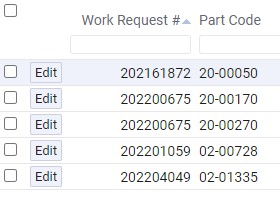 Work Request # Part Code
Edit 202161872 20-00050
Edit 202200675 20-00170
Edit 202200675 20-00270
Edit 202201059 02-00728
Edit 202204049 02-01335